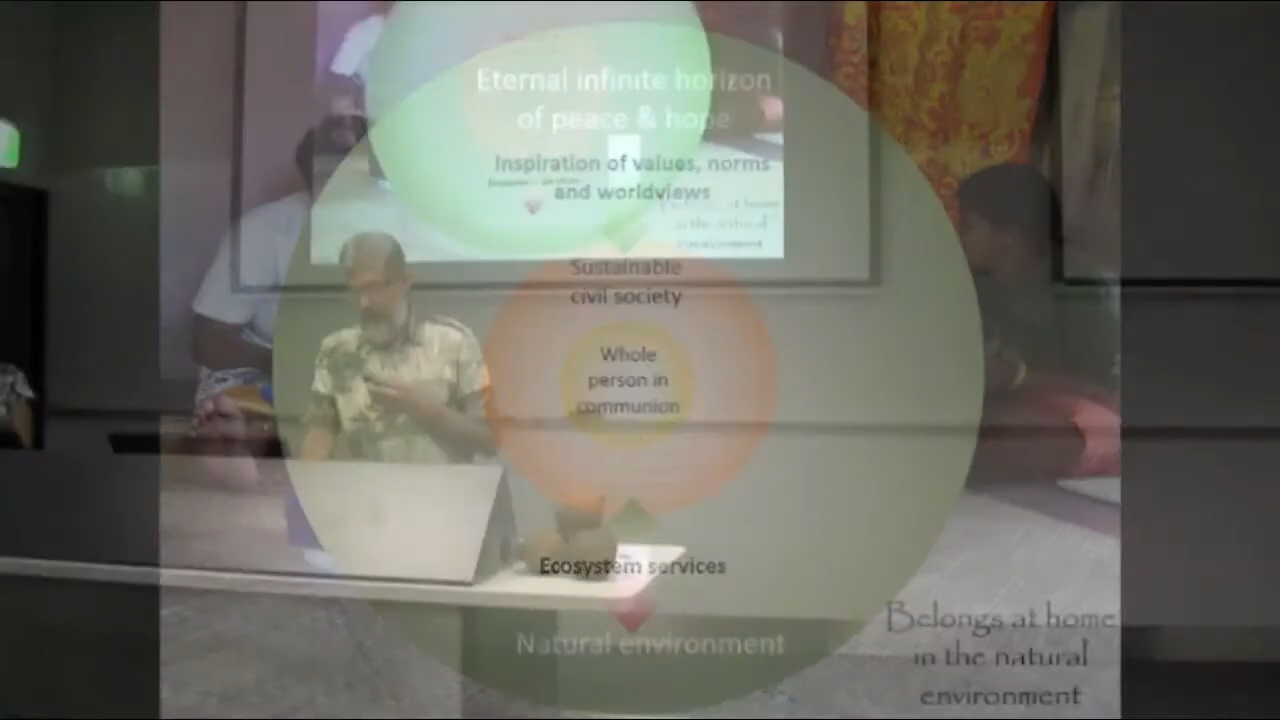 Eternal infinite horizon
of peace & hope
Inspiration of values, norms
and worldviews
Sustainable
civil society
Whole
person in
communion
Ecosystem services
Natural environment
Belongs at home
in the natural
environment